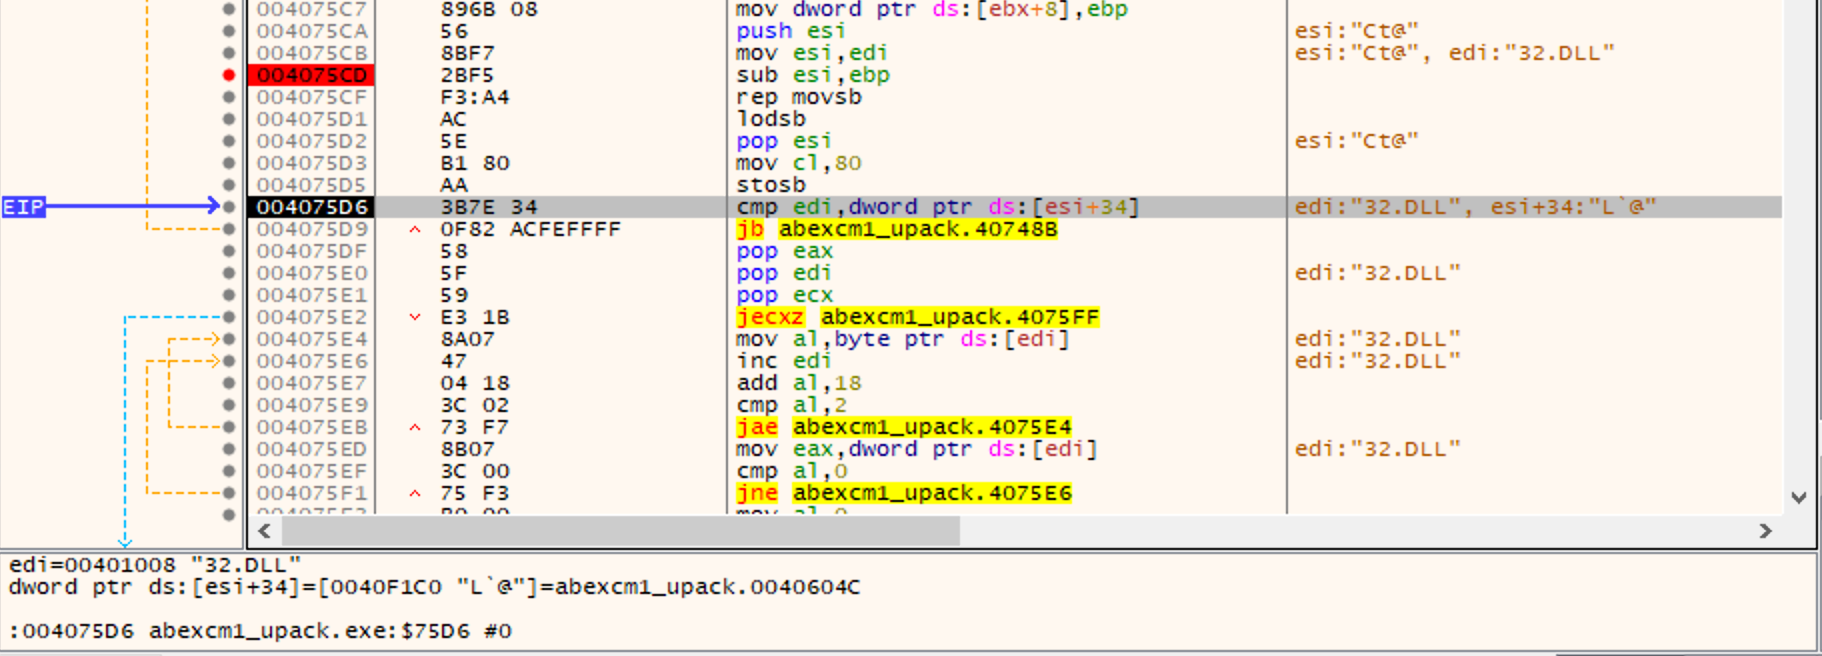 004075C7 896B 08 mov dword ptr ds:[ebx+8],ebp
004075CA 56 push esi esi:"Ct@"
004075CB 8BF7 mov esi,edi esi:"Ct@", edi:"32.DLL"
004075CD 2BF5 sub esi,ebp
004075CF F3:A4 rep movsb
004075D1 AC lodsb
004075D2 5E pop esi esi:"Ct@"
004075D3 B1 80 mov cl,80
004075D5 AA stosb
EIP 004075D6 3B7E 34 cmp edi,dword ptr ds:[esi+34] edi:"32.DLL", esi+34:"L`@"
004075D9 0F82 ACFEFFFF jb abexcm1_upack.40748B
004075DF 58 pop eax
004075E0 5F pop edi edi:"32.DLL"
004075E1 59 pop ecx
004075E2 E3 1B jecxz abexcm1_upack.4075FF
004075E4 8A07 mov al,byte ptr ds:[edi] edi:"32.DLL"
004075E6 47 inc edi edi:"32.DLL"
004075E7 04 18 add al,18
004075E9 3C 02 cmp al,2
004075EB 73 F7 jae abexcm1_upack.4075E4
004075ED 8B07 mov eax,dword ptr ds:[edi] edi:"32.DLL"
004075EF 3C 00 cmp al,0
004075F1 75 F3 jne abexcm1_upack.4075E6
edi=00401008 "32.DLL"
dword ptr ds:[esi+34]=[0040F1C0 "L`@"]=abexcm1_upack.0040604C
:004075D6 abexcm1_upack.exe:$75D6 #0